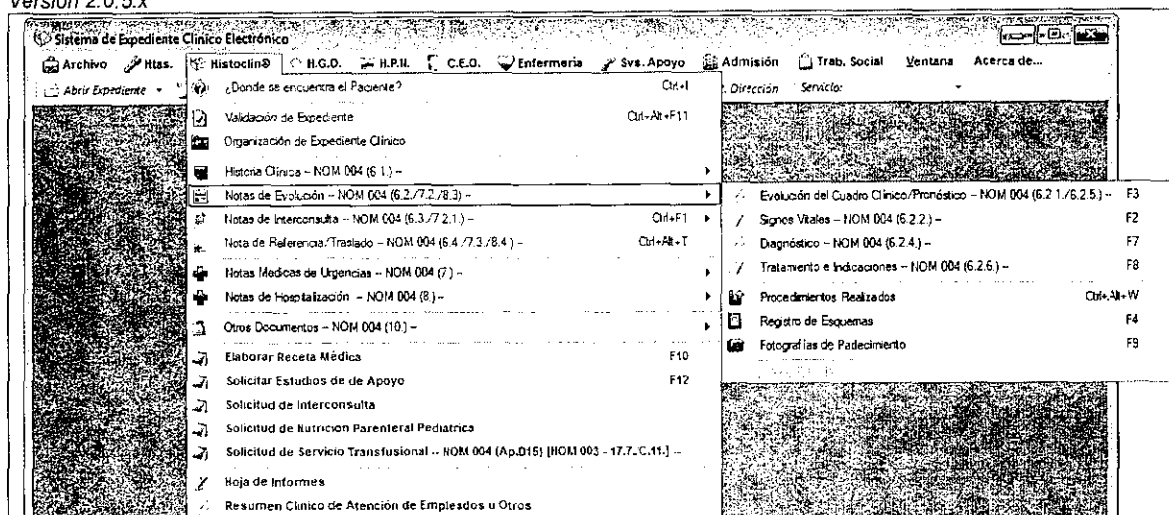 Versión 2.0.5.x
Sistema de Expediente Clínico Electrónico
Archivo Htas. Histoclin® H.G.O. H.P.H. C.E.O. Enfermeria Svs. Apoyo Admisión Trab. Social Ventana Acerca de...
Abrir Expediente Dirección Servicio:
¿Donde se encuentra el Paciente? Ctrl+I
Validación de Expediente Ctrl+Alt+F11
Organización de Expediente Clínico
Historia Clínica -- NOM 004 (6.1.) --
Notas de Evolución -- NOM 004 (6.2./7.2./8.3) --
Notas de Interconsulta -- NOM 004 (6.3./7.2.1.) -- Ctrl+F1
Nota de Referencia./Traslado -- NOM 004 (6.4./7.3./8.4.) -- Ctrl+Alt+T
Notas Medicas de Urgencias -- NOM 004 (7.) --
Notas de Hospitalización -- NOM 004 (8.) --
Otros Documentos -- NOM 004 (10.) --
Elaborar Receta Médica F10
Solicitar Estudios de de Apoyo F12
Solicitud de Interconsulta
Solicitud de Nutricion Parenteral Pediatrica
Solicitud de Servicio Transfusional -- NOM 004 (Ap.D15) [NOM 003 - 17.7.C.11.] --
Hoja de Informes
Resumen Clinico de Atención de Empleados u Otros
Evolución del Cuadro Clínico/Pronóstico -- NOM 004 (6.2.1./6.2.5.) -- F3
Signos Vitales -- NOM 004 (6.2.2.) -- F2
Diagnóstico -- NOM 004 (6.2.4.) -- F7
Tratamiento e Indicaciones -- NOM 004 (6.2.6.) -- F8
Procedimientos Realizados Ctrl+Alt+W
Registro de Esquemas F4
Fotografías de Padecimiento F9